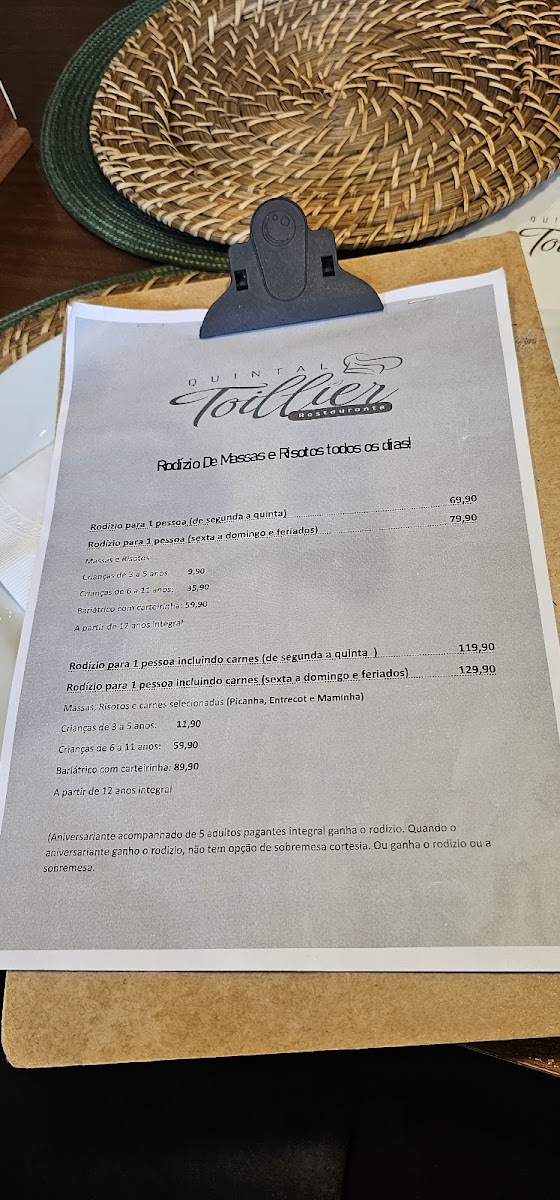 QUINTAL
Toillier
Restaurante
Rodízio De Massas e Risotos todos os dias!
Rodízio para 1 pessoa (de segunda a quinta) 69,90
Rodízio para 1 pessoa (sexta a domingo e feriados) 79,90
Massas e Risotos
Crianças de 3 a 5 anos 9,90
Crianças de 6 a 11 anos: 35,90
Bariátrico com carteirinha: 59,90
A partir de 12 anos integral
Rodízio para 1 pessoa incluindo carnes (de segunda a quinta ) 119,90
Rodízio para 1 pessoa incluindo carnes (sexta a domingo e feriados) 129,90
Massas, Risotos e carnes selecionadas (Picanha, Entrecot e Maminha)
Crianças de 3 a 5 anos: 11,90
Crianças de 6 a 11 anos: 59,90
Bariátrico com carteirinha: 89,90
A partir de 12 anos integral
(Aniversariante acompanhado de 5 adultos pagantes integral ganha o rodízio. Quando o
aniversariante ganho o rodízio, não tem opção de sobremesa cortesia. Ou ganha o rodizio ou a
sobremesa.
QUI
To